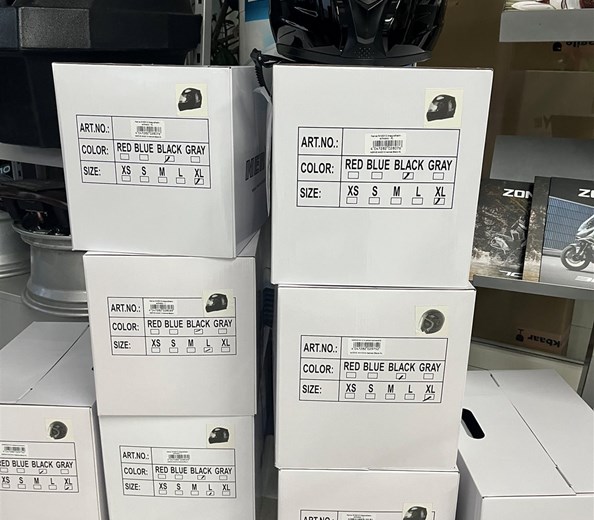 ART.NO.:
COLOR: RED BLUE BLACK GRAY
SIZE: XS S M L XL
ART.NO.:
COLOR: RED BLUE BLACK GRAY
SIZE: XS S M L XL
ZON
ZO
ART.NO.:
COLOR: RED BLUE BLACK GRAY
SIZE: XS S M L XL
ART.NO.:
COLOR: RED BLUE BLACK GRAY
SIZE: XS S M L XL
kbaar
BLUE BLACK GRAY
S M L XL
ART.NO.:
COLOR: RED BLUE BLACK GRAY
SIZE: XS S M L XL
ART.NO.: